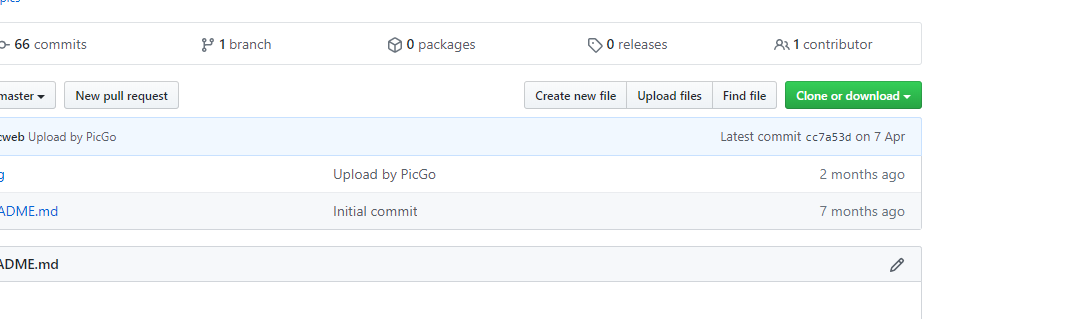 pics
66 commits 1 branch 0 packages 0 releases 1 contributor
master New pull request Create new file Upload files Find file Clone or download
cweb Upload by PicGo Latest commit cc7a53d on 7 Apr
g Upload by PicGo 2 months ago
ADME.md Initial commit 7 months ago
ADME.md